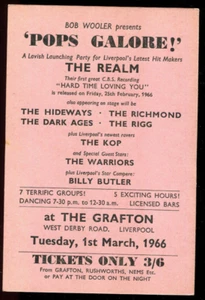 BOB WOOLER presents
'POPS GALORE!'
A Lavish Launching Party for Liverpool's Latest Hit Makers
THE REALM
Their first great C.B.S. Recording
"HARD TIME LOVING YOU"
is released on Friday, 25th February, 1966
also appearing on stage will be
THE HIDEWAYS · THE RICHMOND
THE DARK AGES · THE RIGG
plus Liverpool's newest ravers
THE KOP
and Special Guest Stars:
THE WARRIORS
plus Liverpool's Star Compere:
BILLY BUTLER
7 TERRIFIC GROUPS! 5 EXCITING HOURS!
DANCING 7-30 p.m. to 12-30 a.m. LICENSED BARS
at THE GRAFTON
WEST DERBY ROAD, LIVERPOOL
Tuesday, 1st March, 1966
TICKETS ONLY 3/6
From GRAFTON, RUSHWORTHS, NEMS Etc.
or PAY AT THE DOOR ON THE NIGHT